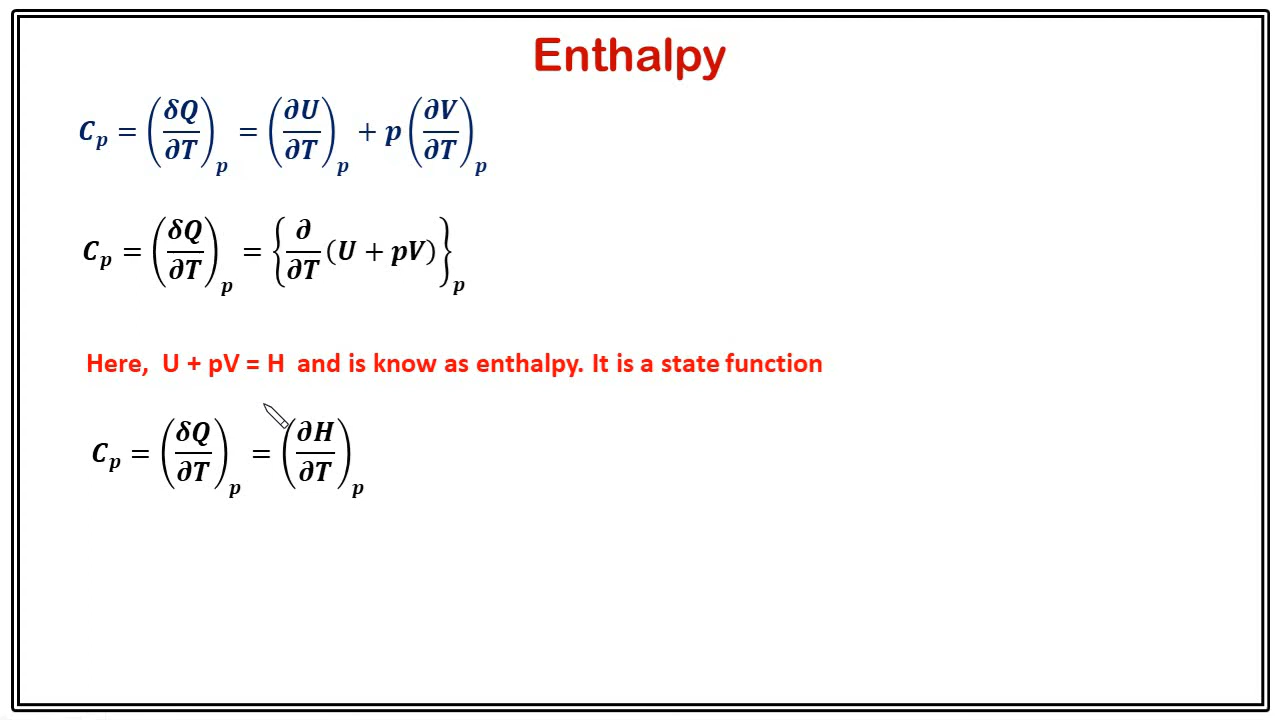 Enthalpy
C_p = (δQ/∂T)_p = (∂U/∂T)_p + p(∂V/∂T)_p
C_p = (δQ/∂T)_p = {∂/∂T (U + pV)}_p
Here, U + pV = H and is know as enthalpy. It is a state function
C_p = (δQ/∂T)_p = (∂H/∂T)_p